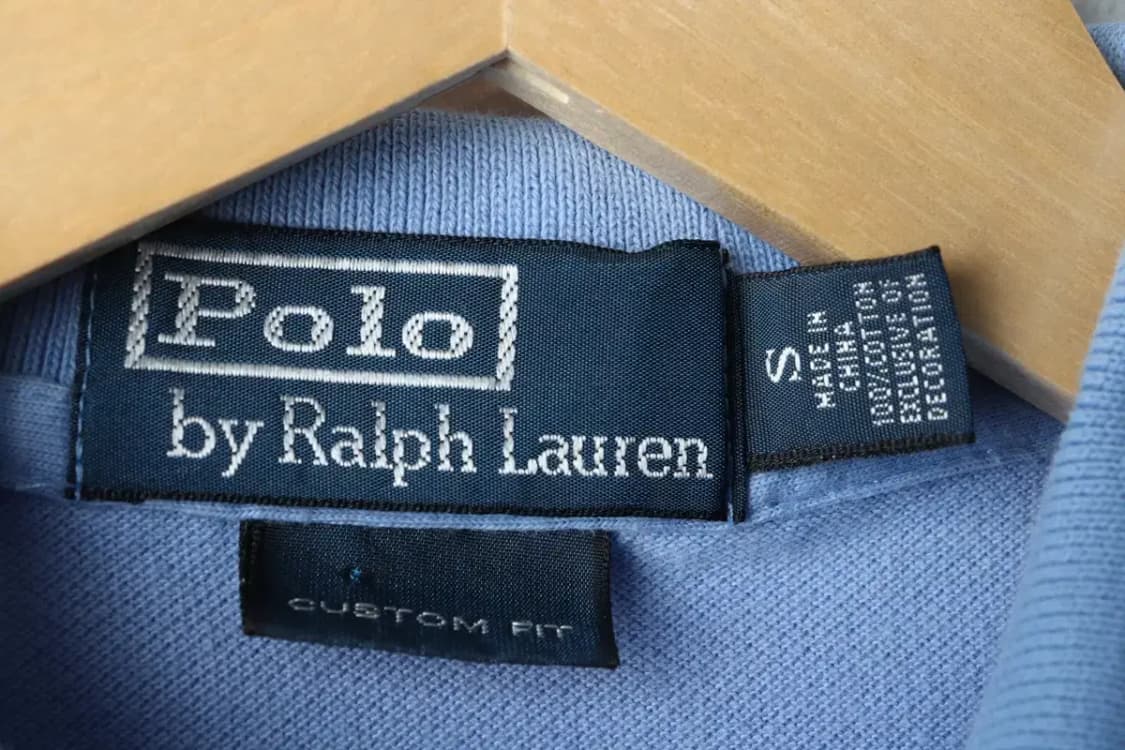 Polo
by Ralph Lauren
S
MADE IN
CHINA
100%COTTON
EXCLUSIVE OF
DECORATION
CUSTOM FIT